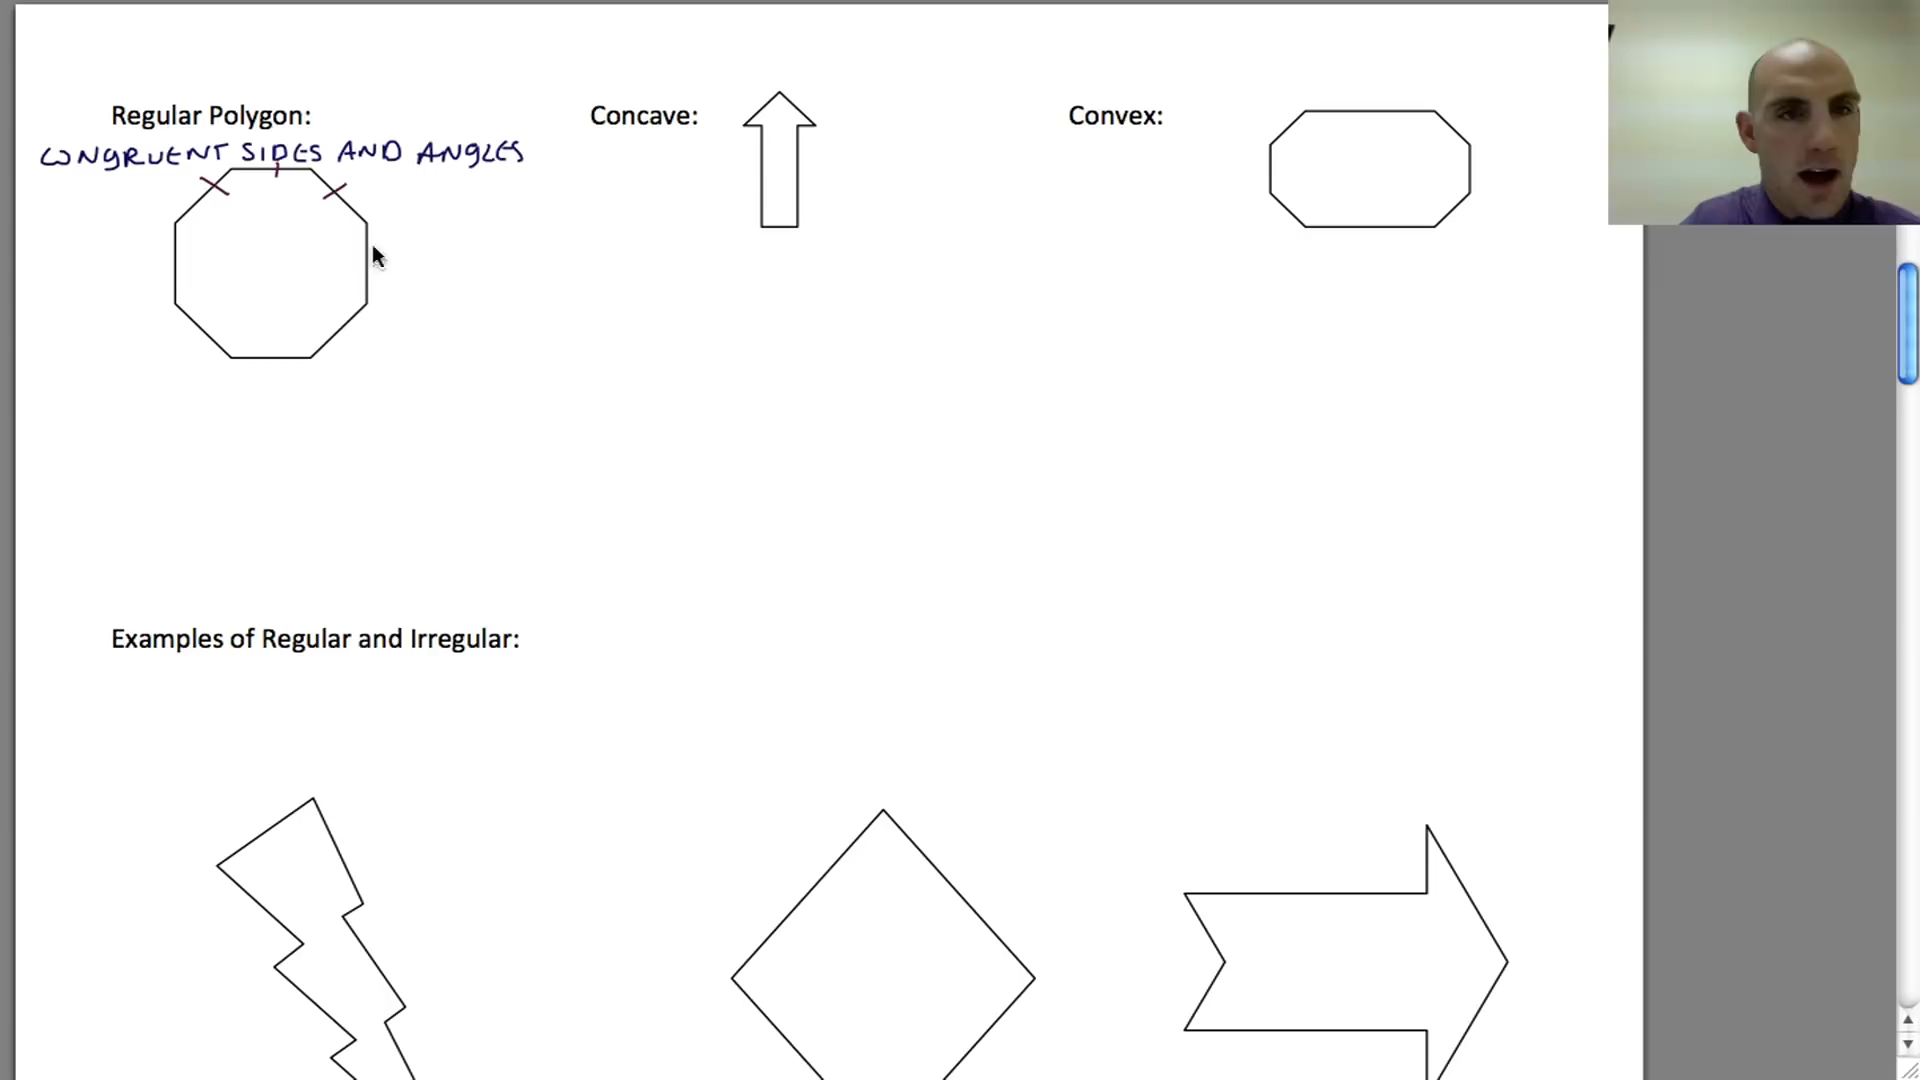 Regular Polygon:
CONGRUENT SIDES AND ANGLES
Concave:
Convex:
Examples of Regular and Irregular: